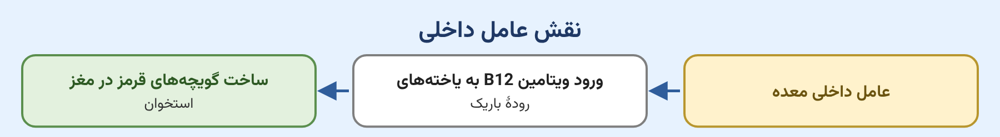 نقش عامل داخلی
عامل داخلی معده
ورود ویتامین B12 به یاخته‌های
رودهٔ باریک
ساخت گویچه‌های قرمز در مغز
استخوان